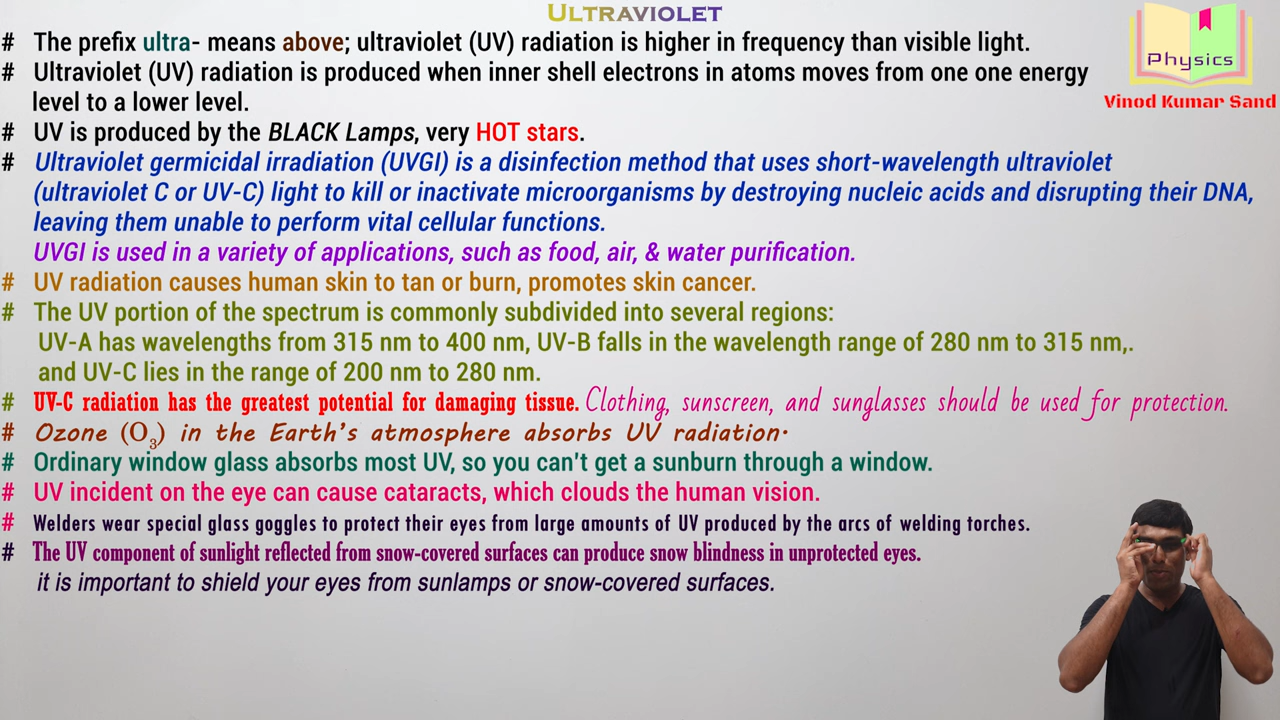 ULTRAVIOLET
Physics
Vinod Kumar Sand
# The prefix ultra- means above; ultraviolet (UV) radiation is higher in frequency than visible light.
# Ultraviolet (UV) radiation is produced when inner shell electrons in atoms moves from one one energy
level to a lower level.
# UV is produced by the BLACK Lamps, very HOT stars.
# Ultraviolet germicidal irradiation (UVGI) is a disinfection method that uses short-wavelength ultraviolet
(ultraviolet C or UV-C) light to kill or inactivate microorganisms by destroying nucleic acids and disrupting their DNA,
leaving them unable to perform vital cellular functions.
UVGI is used in a variety of applications, such as food, air, & water purification.
# UV radiation causes human skin to tan or burn, promotes skin cancer.
# The UV portion of the spectrum is commonly subdivided into several regions:
UV-A has wavelengths from 315 nm to 400 nm, UV-B falls in the wavelength range of 280 nm to 315 nm,.
and UV-C lies in the range of 200 nm to 280 nm.
# UV-C radiation has the greatest potential for damaging tissue. Clothing, sunscreen, and sunglasses should be used for protection.
# Ozone (O₃) in the Earth's atmosphere absorbs UV radiation.
# Ordinary window glass absorbs most UV, so you can't get a sunburn through a window.
# UV incident on the eye can cause cataracts, which clouds the human vision.
# Welders wear special glass goggles to protect their eyes from large amounts of UV produced by the arcs of welding torches.
# The UV component of sunlight reflected from snow-covered surfaces can produce snow blindness in unprotected eyes.
it is important to shield your eyes from sunlamps or snow-covered surfaces.